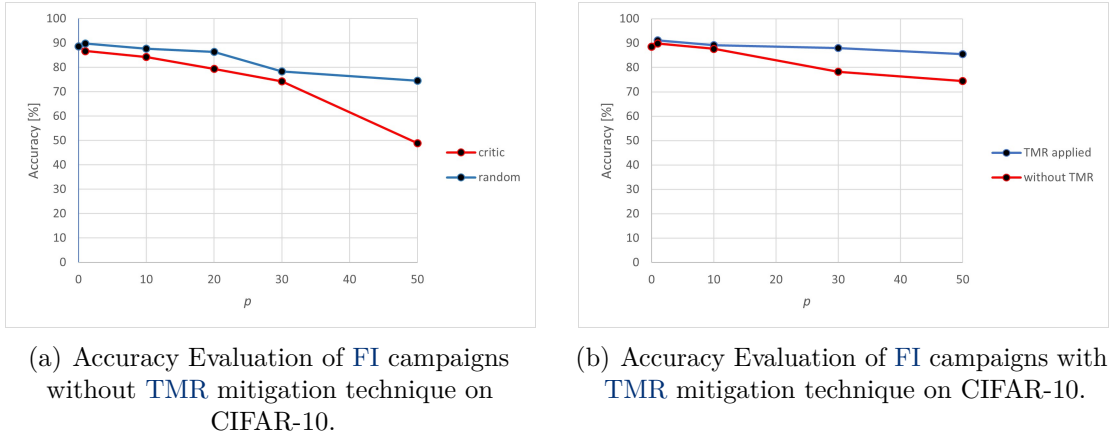 100
90
80
70
60
50
40
30
20
10
0
Accuracy [%]
0 10 20 30 40 50
p
critic
random
(a) Accuracy Evaluation of FI campaigns
without TMR mitigation technique on
CIFAR-10.
100
90
80
70
60
50
40
30
20
10
0
Accuracy [%]
0 10 20 30 40 50
p
TMR applied
without TMR
(b) Accuracy Evaluation of FI campaigns with
TMR mitigation technique on CIFAR-10.